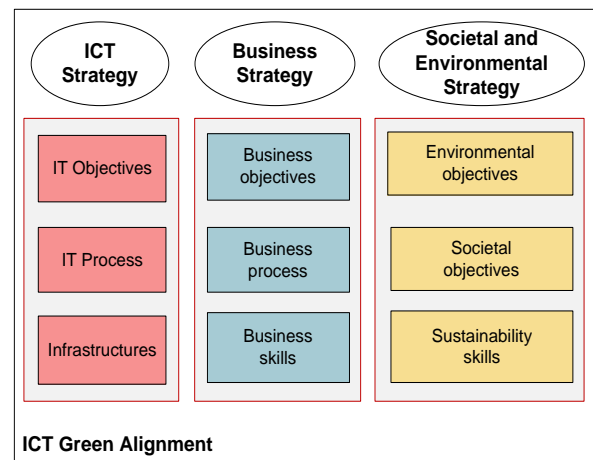 ICT
Strategy
Business
Strategy
Societal and
Environmental
Strategy
IT Objectives
IT Process
Infrastructures
Business
objectives
Business
process
Business
skills
Environmental
objectives
Societal
objectives
Sustainability
skills
ICT Green Alignment